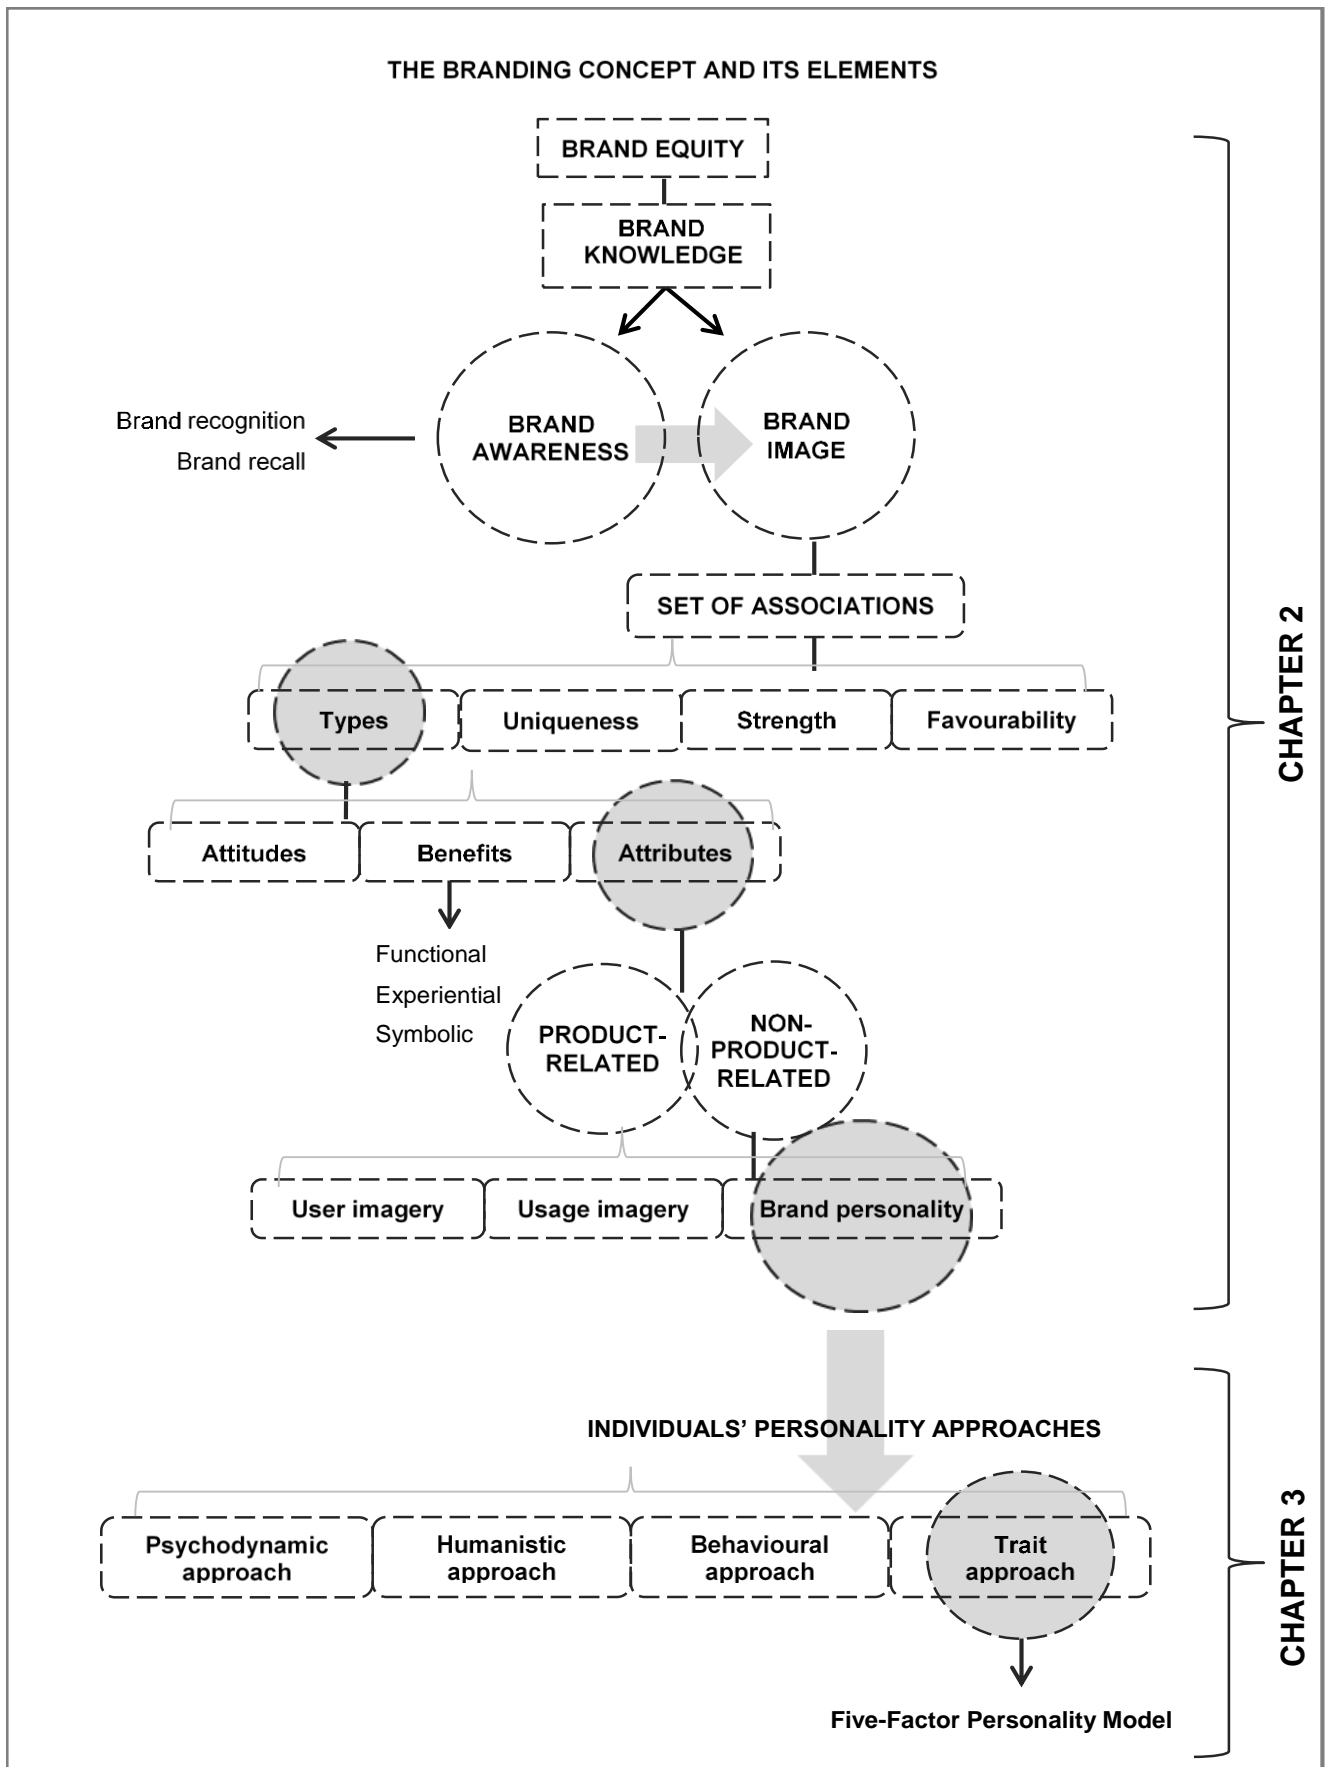 THE BRANDING CONCEPT AND ITS ELEMENTS
BRAND EQUITY
BRAND
KNOWLEDGE
Brand recognition
Brand recall
BRAND
AWARENESS
BRAND
IMAGE
SET OF ASSOCIATIONS
Types
Uniqueness
Strength
Favourability
Attitudes
Benefits
Attributes
Functional
Experiential
Symbolic
PRODUCT-
RELATED
NON-
PRODUCT-
RELATED
User imagery
Usage imagery
Brand personality
CHAPTER 2
INDIVIDUALS’ PERSONALITY APPROACHES
Psychodynamic
approach
Humanistic
approach
Behavioural
approach
Trait
approach
Five-Factor Personality Model
CHAPTER 3